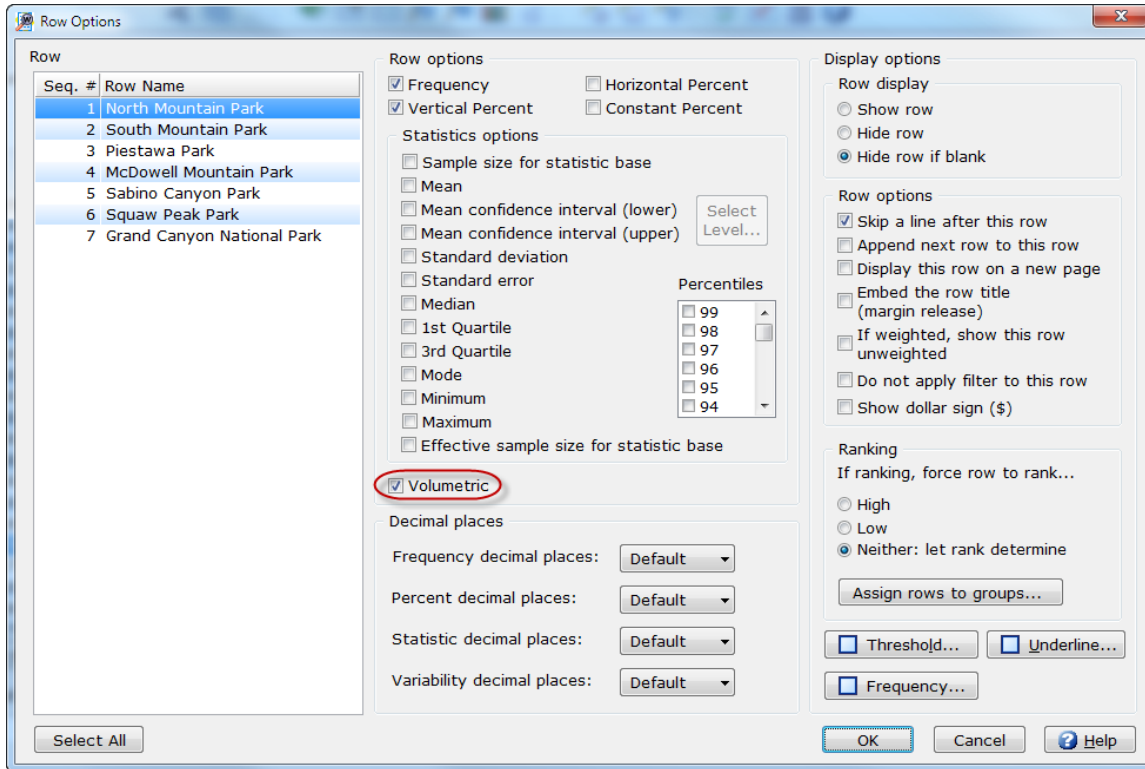 Row Options
Row
Seq. # Row Name
1 North Mountain Park
2 South Mountain Park
3 Piestawa Park
4 McDowell Mountain Park
5 Sabino Canyon Park
6 Squaw Peak Park
7 Grand Canyon National Park
Select All
Row options
Frequency
Horizontal Percent
Vertical Percent
Constant Percent
Statistics options
Sample size for statistic base
Mean
Mean confidence interval (lower)
Mean confidence interval (upper)
Select
Level...
Standard deviation
Standard error
Median
1st Quartile
3rd Quartile
Mode
Minimum
Maximum
Effective sample size for statistic base
Percentiles
99
98
97
96
95
94
Volumetric
Decimal places
Frequency decimal places: Default
Percent decimal places: Default
Statistic decimal places: Default
Variability decimal places: Default
Display options
Row display
Show row
Hide row
Hide row if blank
Row options
Skip a line after this row
Append next row to this row
Display this row on a new page
Embed the row title
(margin release)
If weighted, show this row
unweighted
Do not apply filter to this row
Show dollar sign ($)
Ranking
If ranking, force row to rank...
High
Low
Neither: let rank determine
Assign rows to groups...
Threshold...
Underline...
Frequency...
OK
Cancel
Help